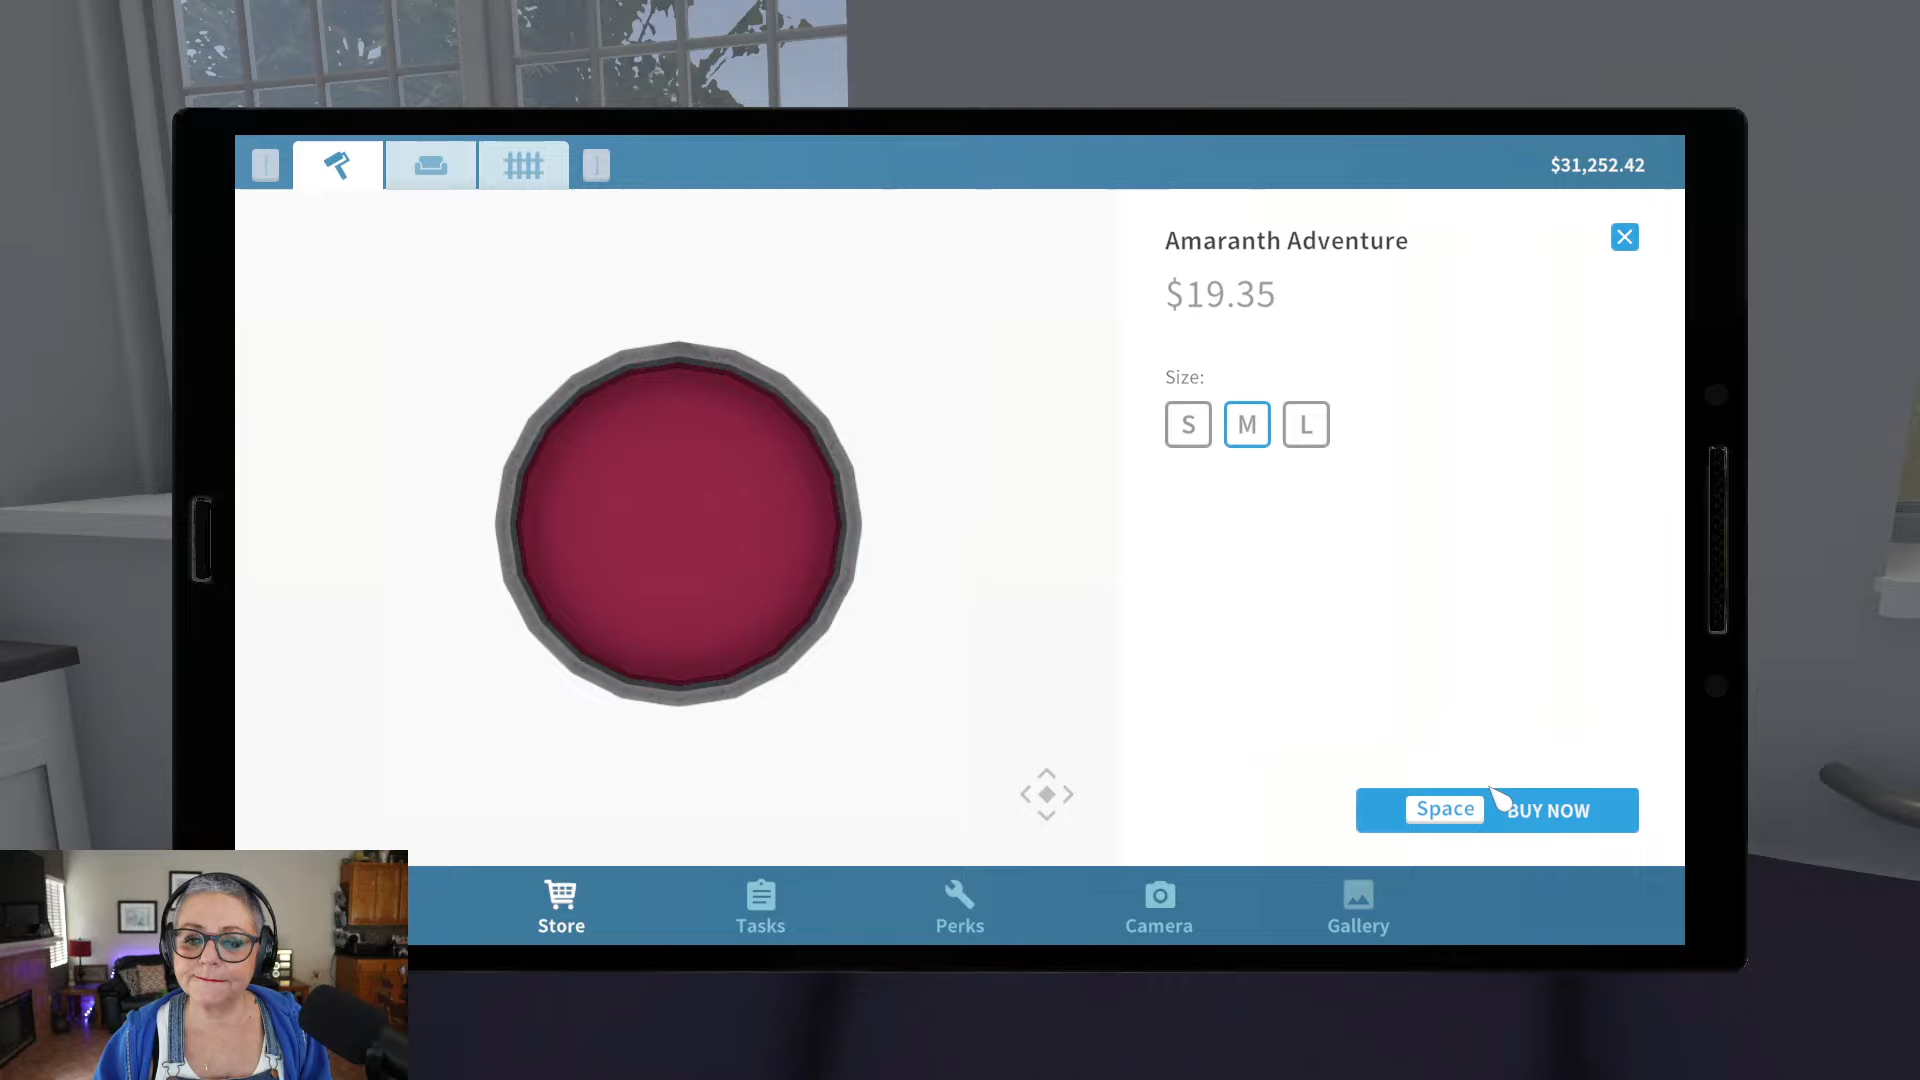 [
]
$31,252.42
Amaranth Adventure
$19.35
Size:
S M L
Space BUY NOW
Store Tasks Perks Camera Gallery